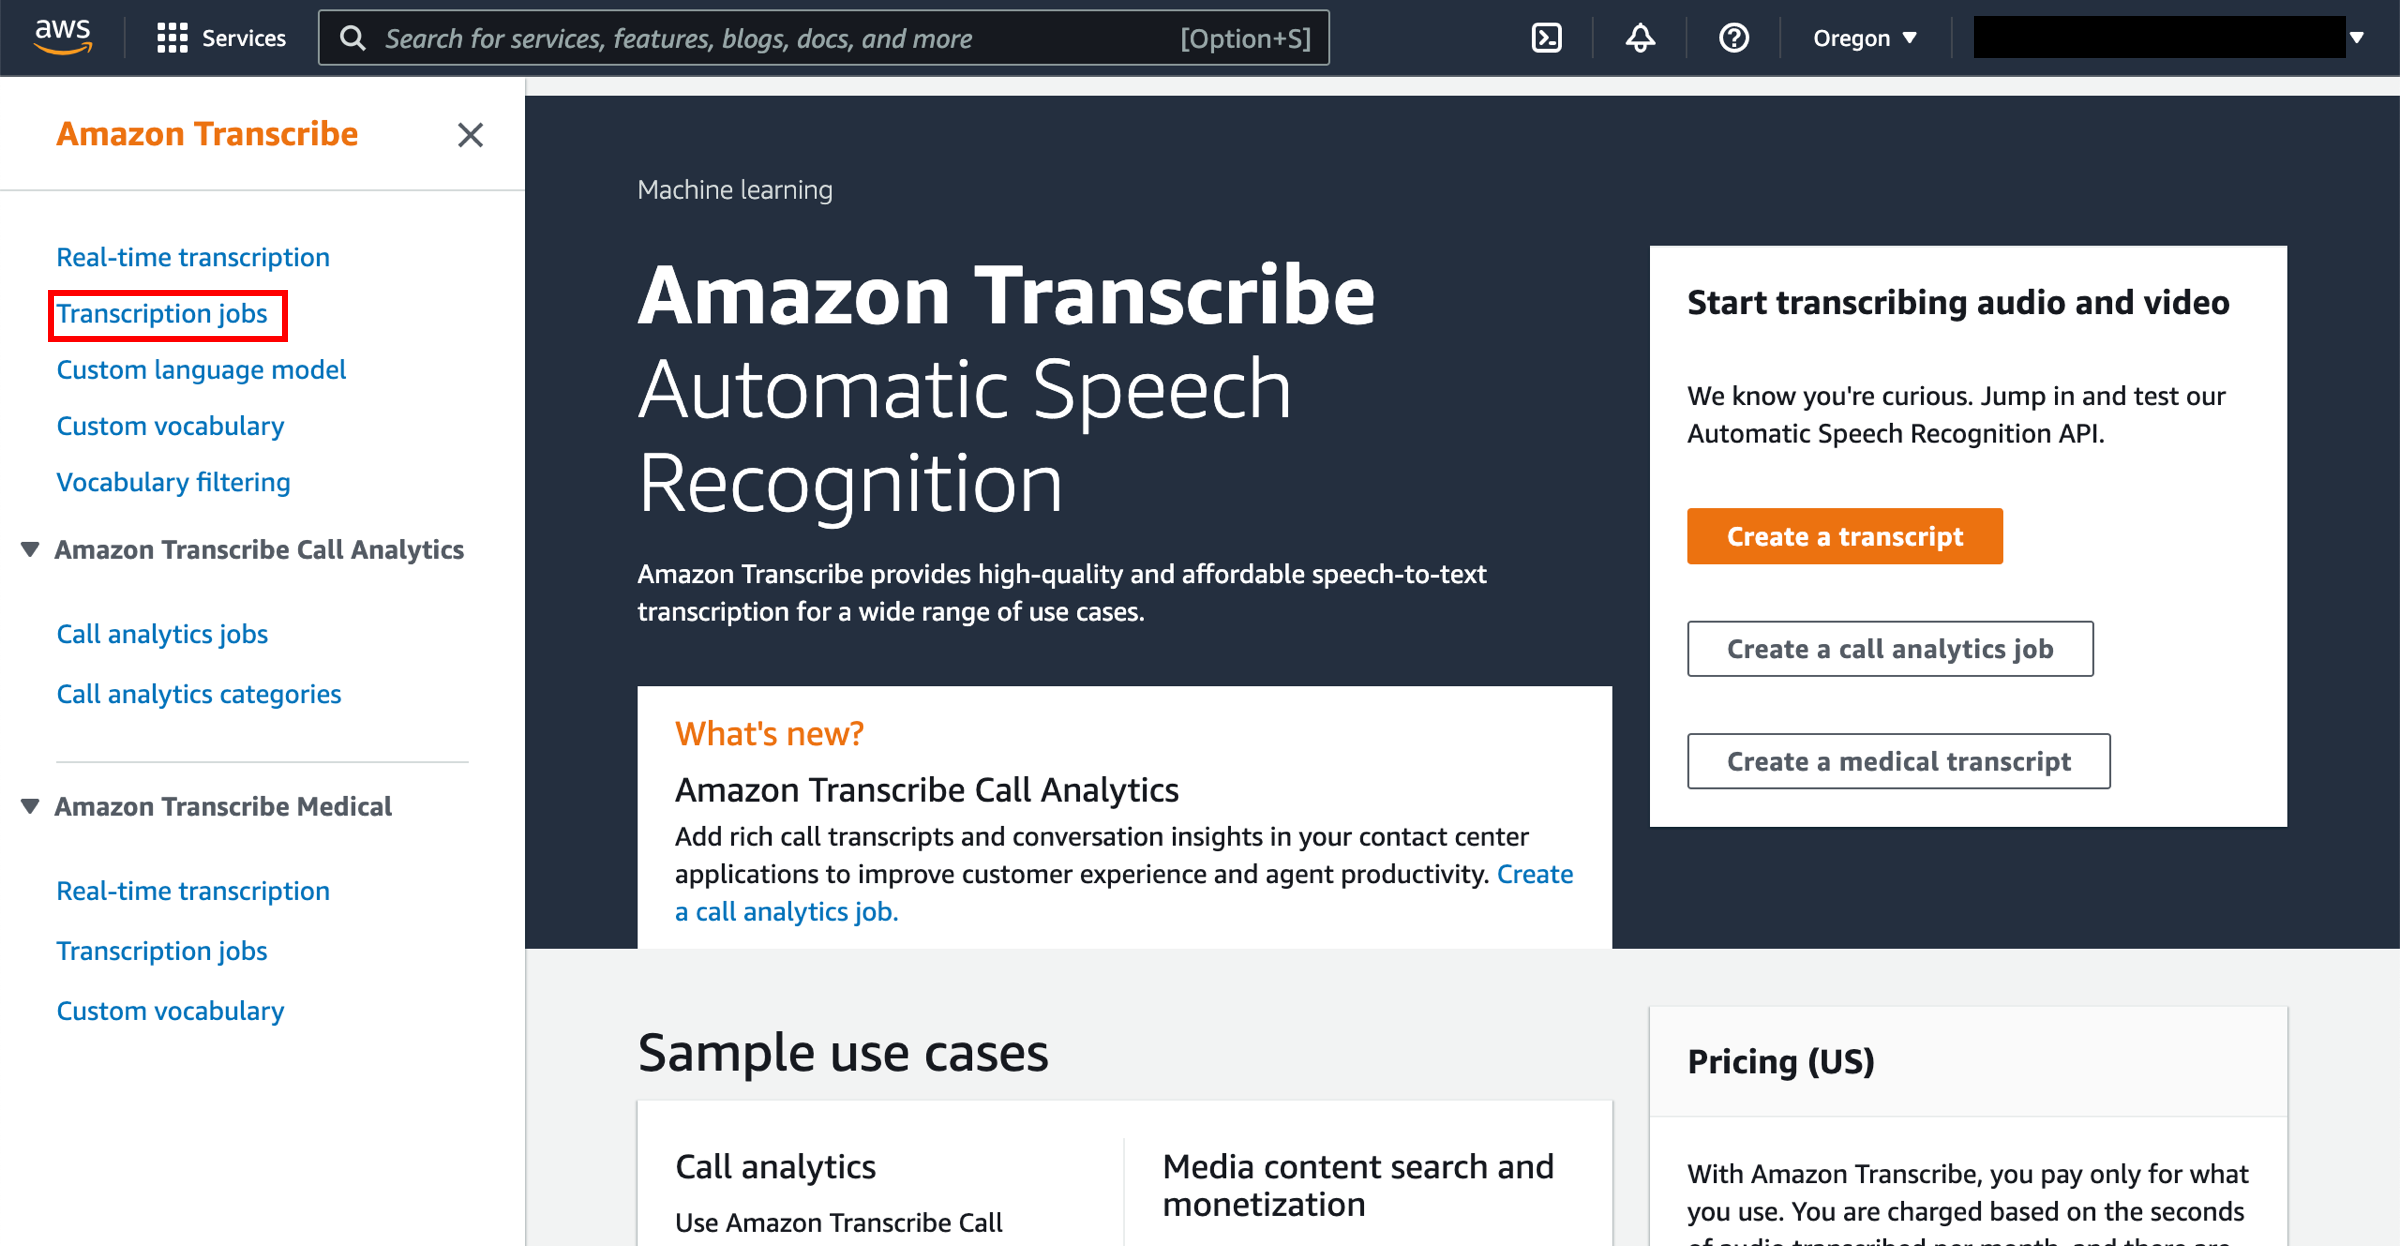 aws
Services
Search for services, features, blogs, docs, and more
[Option+S]
Oregon
Amazon Transcribe
Real-time transcription
Transcription jobs
Custom language model
Custom vocabulary
Vocabulary filtering
Amazon Transcribe Call Analytics
Call analytics jobs
Call analytics categories
Amazon Transcribe Medical
Real-time transcription
Transcription jobs
Custom vocabulary
Machine learning
Amazon Transcribe
Automatic Speech
Recognition
Amazon Transcribe provides high-quality and affordable speech-to-text
transcription for a wide range of use cases.
What's new?
Amazon Transcribe Call Analytics
Add rich call transcripts and conversation insights in your contact center
applications to improve customer experience and agent productivity. Create
a call analytics job.
Start transcribing audio and video
We know you're curious. Jump in and test our
Automatic Speech Recognition API.
Create a transcript
Create a call analytics job
Create a medical transcript
Sample use cases
Call analytics
Use Amazon Transcribe Call
Media content search and
monetization
Pricing (US)
With Amazon Transcribe, you pay only for what
you use. You are charged based on the seconds
of audio transcribed per month, and there are